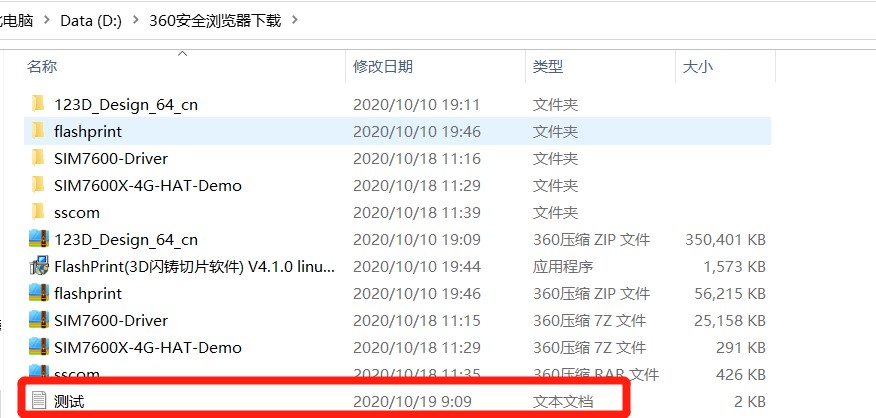 电脑 > Data (D:) > 360安全浏览器下载 >
名称 修改日期 类型 大小
123D_Design_64_cn 2020/10/10 19:11 文件夹
flashprint 2020/10/10 19:46 文件夹
SIM7600-Driver 2020/10/18 11:16 文件夹
SIM7600X-4G-HAT-Demo 2020/10/18 11:29 文件夹
sscom 2020/10/18 11:39 文件夹
123D_Design_64_cn 2020/10/10 19:09 360压缩 ZIP 文件 350,401 KB
FlashPrint(3D闪铸切片软件) V4.1.0 linu... 2020/10/10 19:44 应用程序 1,573 KB
flashprint 2020/10/10 19:46 360压缩 ZIP 文件 56,215 KB
SIM7600-Driver 2020/10/18 11:15 360压缩 7Z 文件 25,158 KB
SIM7600X-4G-HAT-Demo 2020/10/18 11:29 360压缩 7Z 文件 291 KB
sscom 2020/10/18 11:35 360压缩 RAR 文件 426 KB
测试 2020/10/19 9:09 文本文档 2 KB